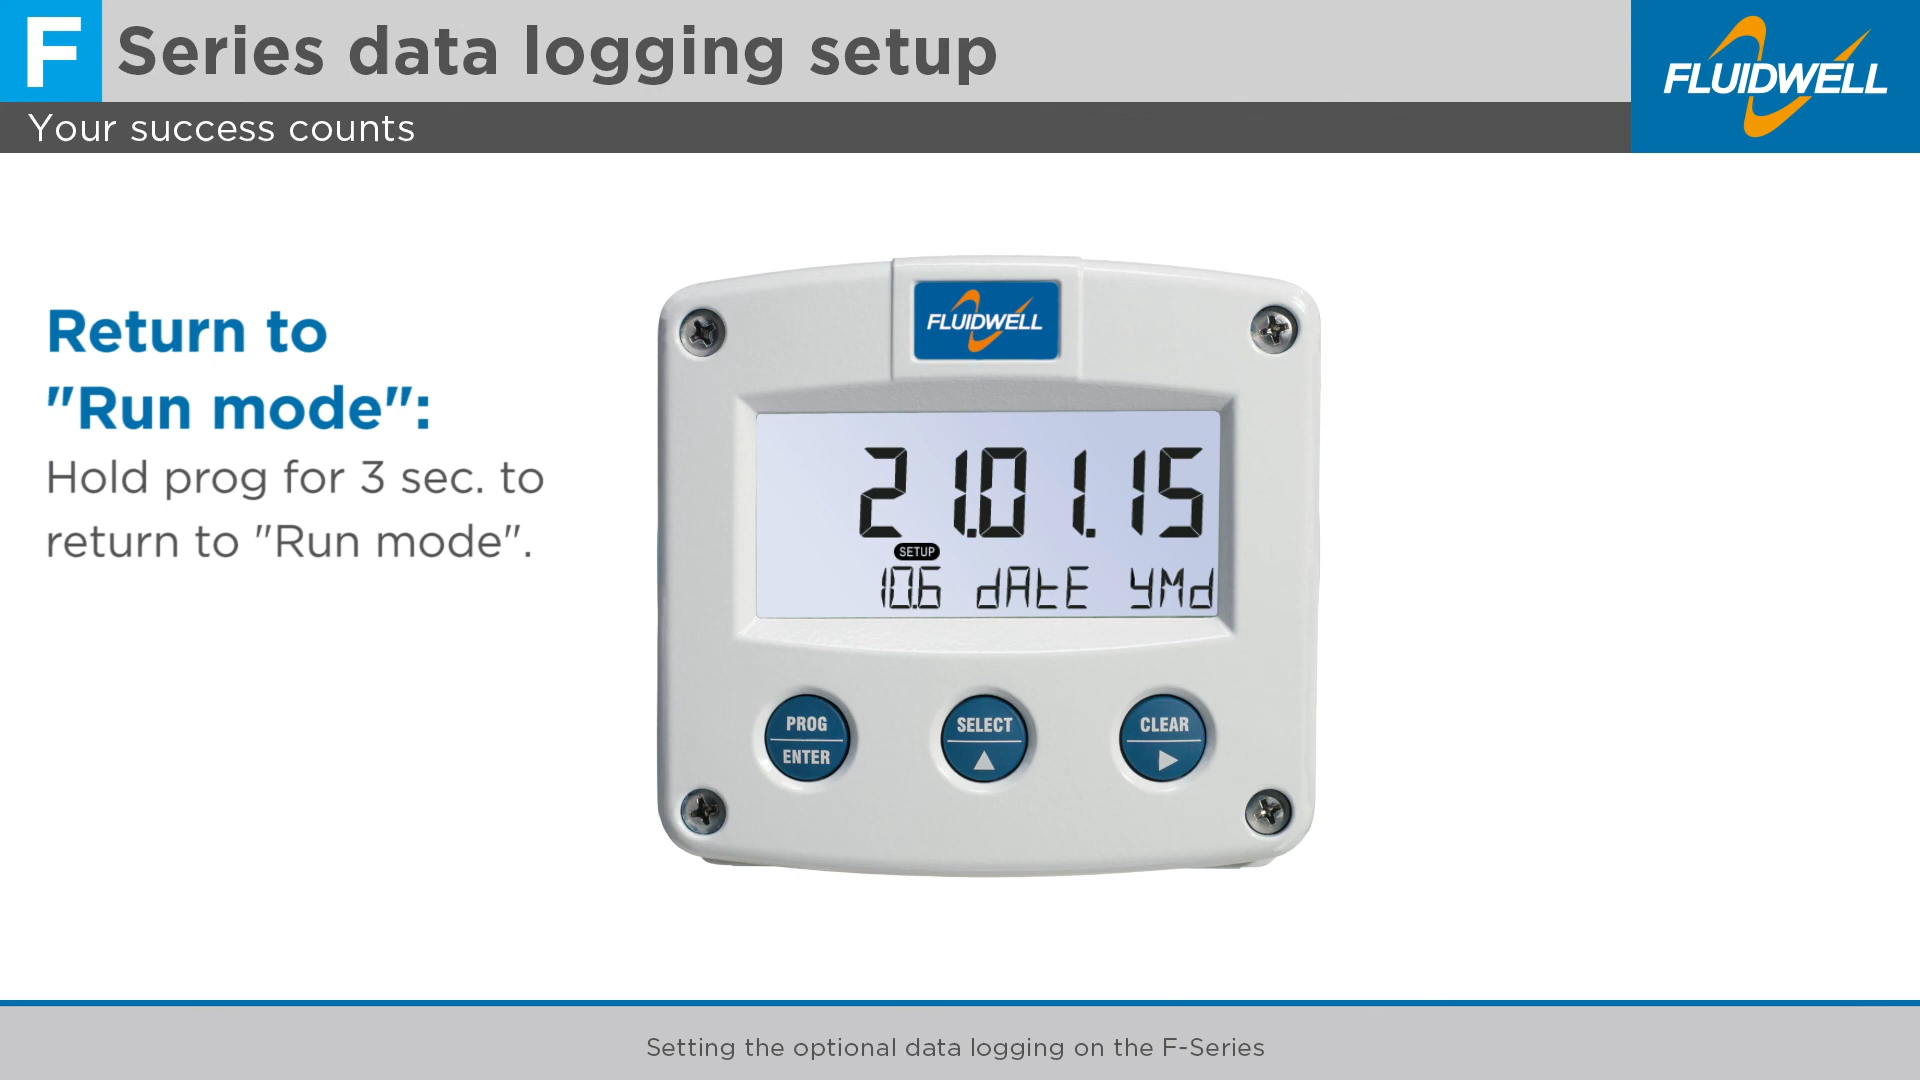 F Series data logging setup
Your success counts
FLUIDWELL
Return to
"Run mode":
Hold prog for 3 sec. to
return to "Run mode".
FLUIDWELL
21.01.15
SETUP
10.6 dAtE YMd
PROG
ENTER
SELECT
CLEAR
Setting the optional data logging on the F-Series